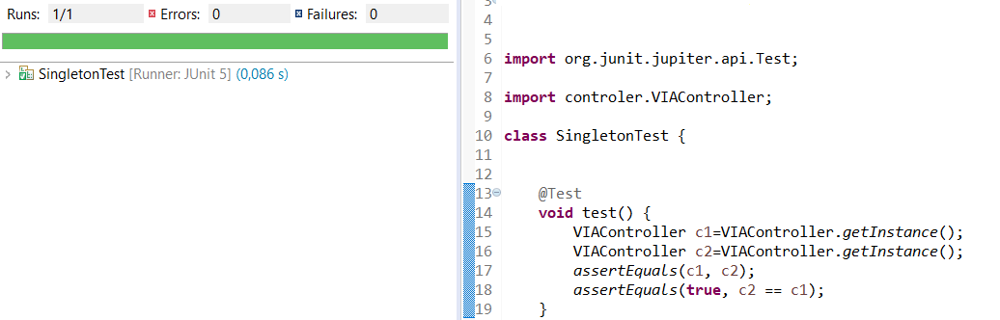 Runs: 1/1 Errors: 0 Failures: 0
SingletonTest [Runner: JUnit 5] (0,086 s)
3
4
5
6 import org.junit.jupiter.api.Test;
7
8 import controler.VIAController;
9
10 class SingletonTest {
11
12
13 @Test
14 void test() {
15 VIAController c1=VIAController.getInstance();
16 VIAController c2=VIAController.getInstance();
17 assertEquals(c1, c2);
18 assertEquals(true, c2 == c1);
19 }